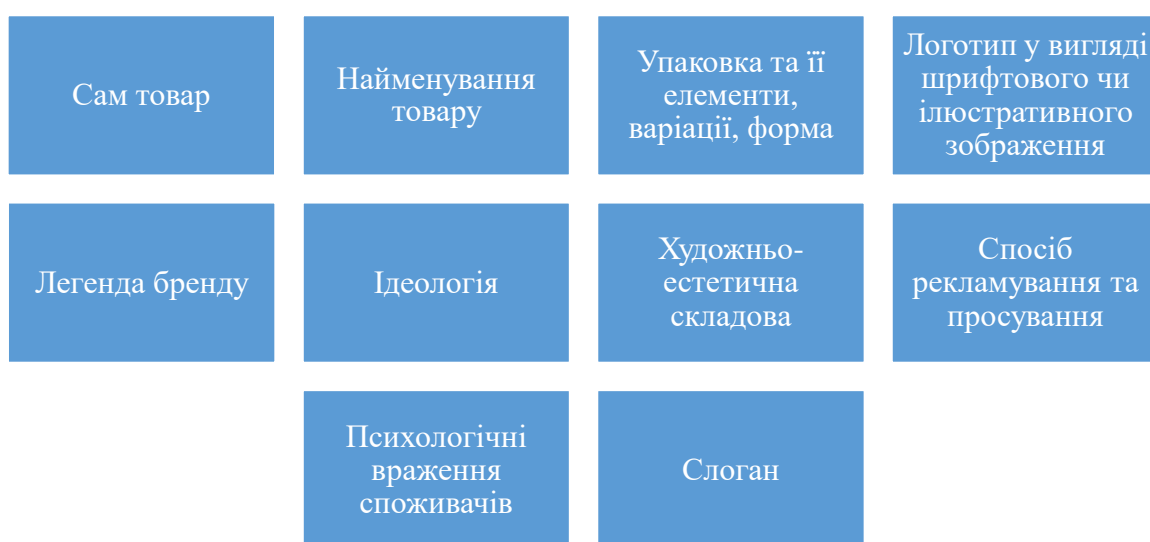 Сам товар
Найменування
товару
Упаковка та її
елементи,
варіації, форма
Логотип у вигляді
шрифтового чи
ілюстративного
зображення
Легенда бренду
Ідеологія
Художньо-
естетична
складова
Спосіб
рекламування та
просування
Психологічні
враження
споживачів
Слоган